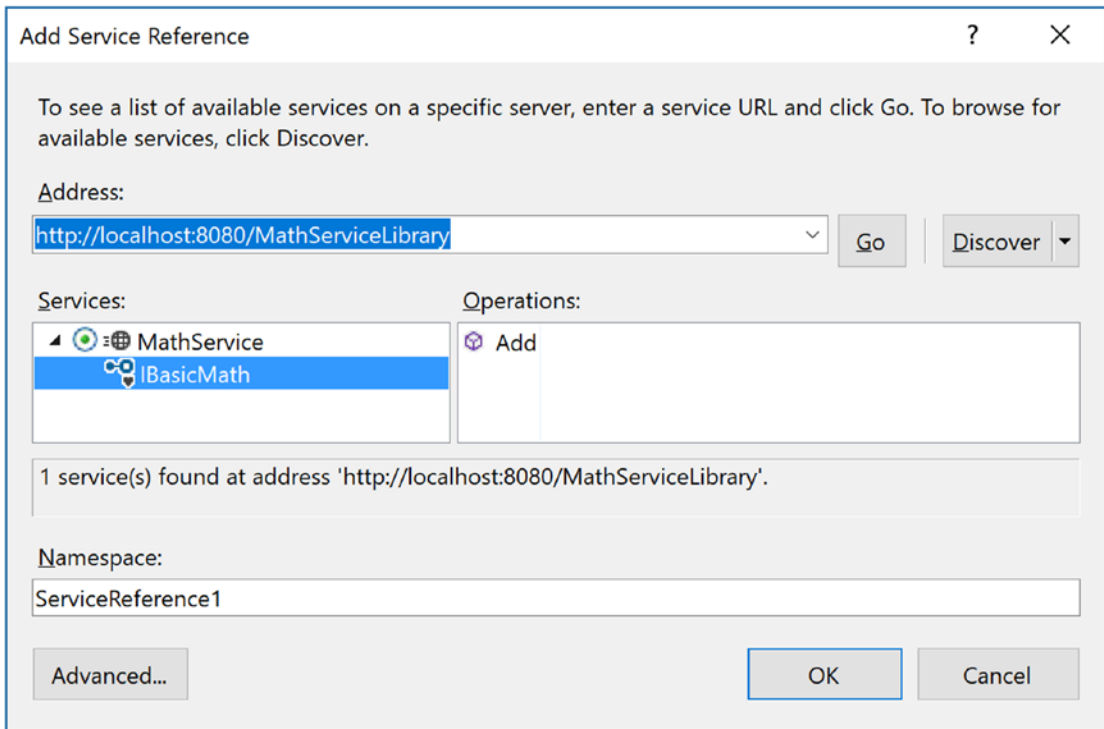 Add Service Reference
?
To see a list of available services on a specific server, enter a service URL and click Go. To browse for
available services, click Discover.
Address:
http://localhost:8080/MathServiceLibrary
Go
Discover
Services:
Operations:
MathService
Add
IBasicMath
1 service(s) found at address 'http://localhost:8080/MathServiceLibrary'.
Namespace:
ServiceReference1
Advanced...
OK
Cancel